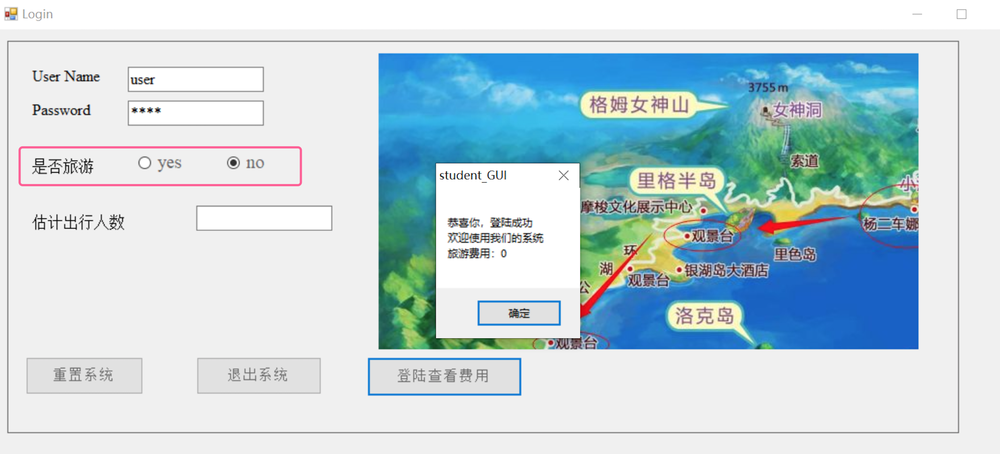 Login
User Name
user
Password
****
是否旅游
yes
no
估计出行人数
重置系统
退出系统
登陆查看费用
student_GUI
恭喜你，登陆成功
欢迎使用我们的系统
旅游费用：0
确定
3755m
格姆女神山
女神洞
索道
里格半岛
小
摩梭文化展示中心
观景台
杨二车娜
里色岛
环
湖
观景台
银湖岛大酒店
公
洛克岛
观景台